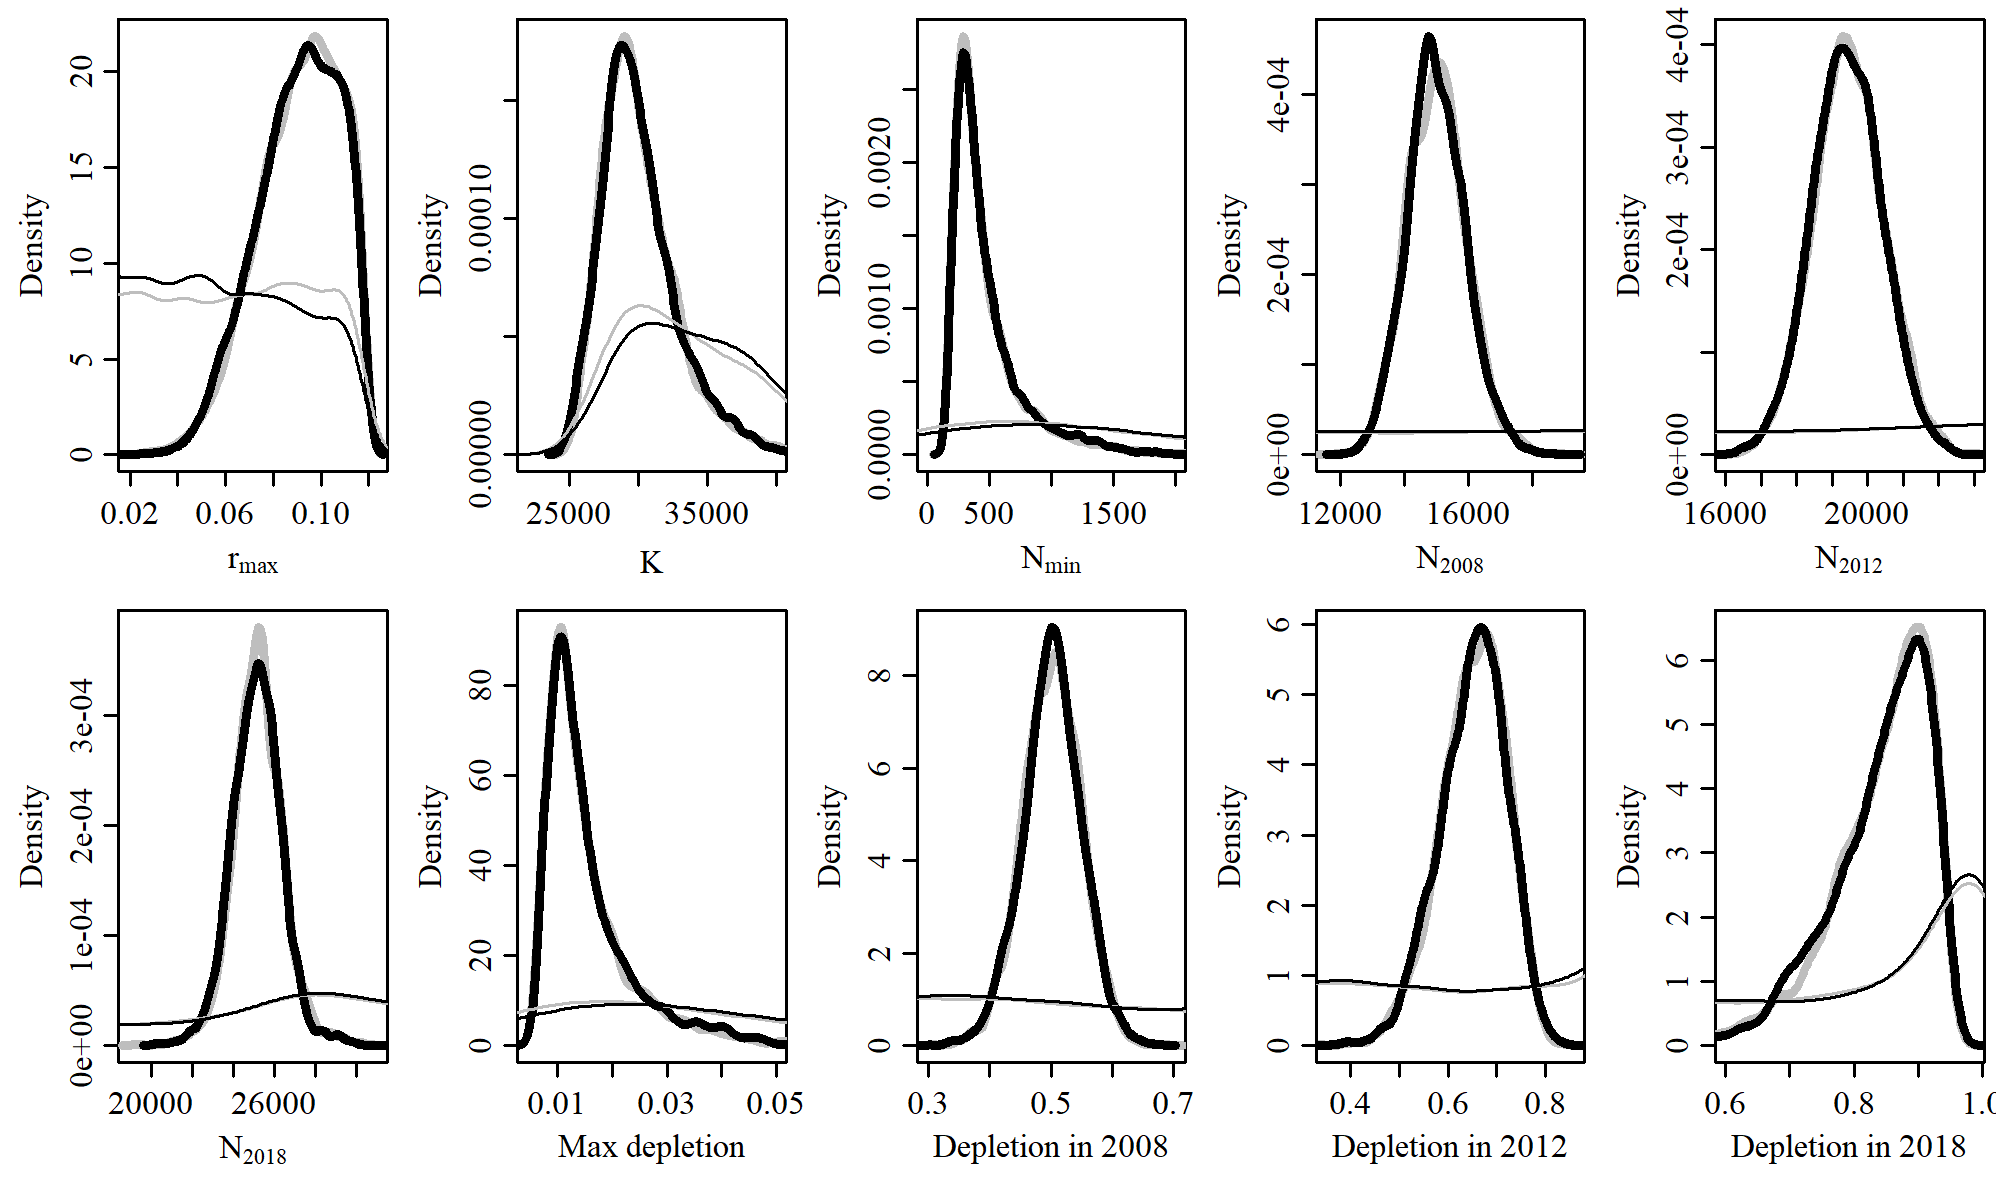 Density
0 5 10 15 20
0.02 0.06 0.10
r max
Density
0.00000 0.00010
25000 35000
K
Density
0.0000 0.0010 0.0020
0 500 1500
N min
Density
0e+00 2e-04 4e-04
12000 16000
N 2008
Density
0e+00 2e-04 3e-04 4e-04
16000 20000
N 2012
Density
0e+00 1e-04 2e-04 3e-04
20000 26000
N 2018
Density
0 20 40 60 80
0.01 0.03 0.05
Max depletion
Density
0 2 4 6 8
0.3 0.5 0.7
Depletion in 2008
Density
0 1 2 3 4 5 6
0.4 0.6 0.8
Depletion in 2012
Density
0 1 2 3 4 5 6
0.6 0.8
Depletion in 2018